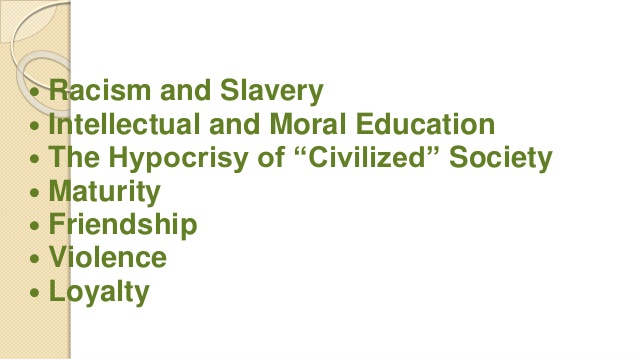 • Racism and Slavery
• Intellectual and Moral Education
• The Hypocrisy of “Civilized” Society
• Maturity
• Friendship
• Violence
• Loyalty